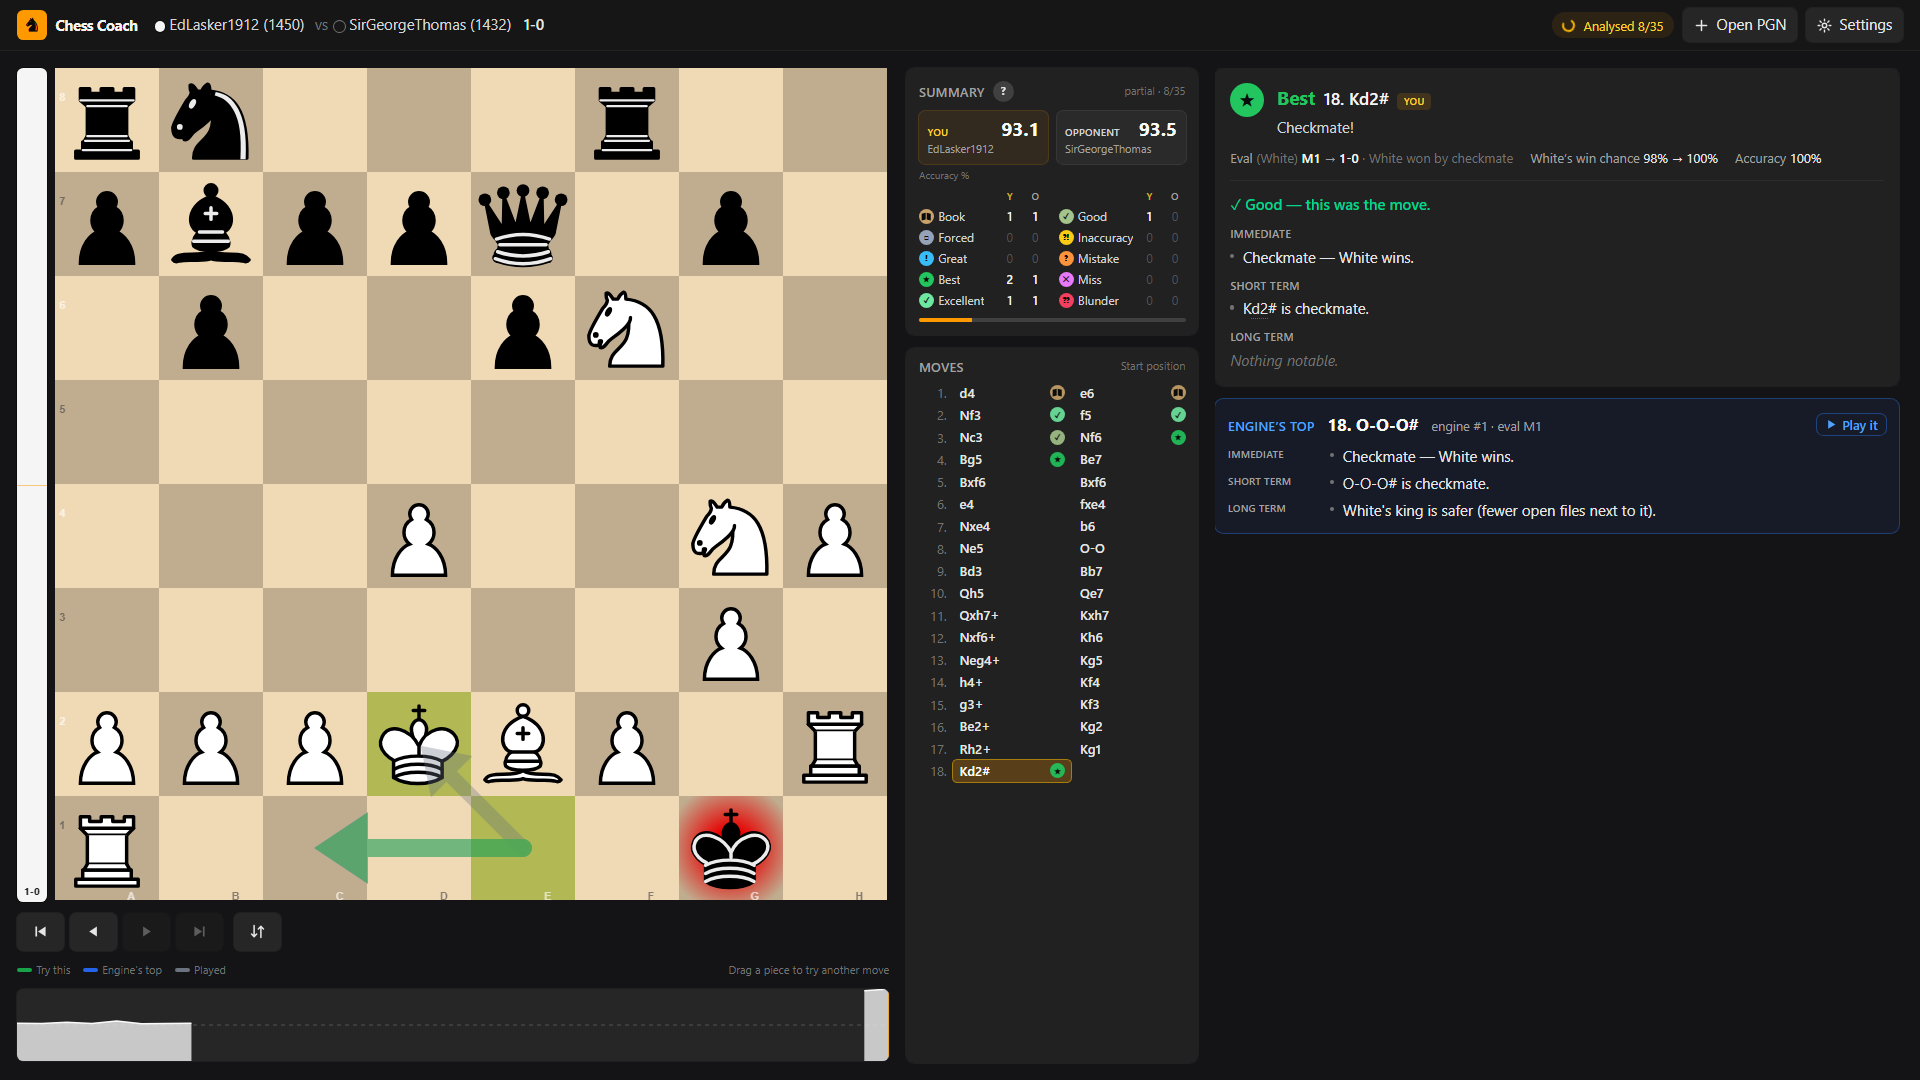 Chess Coach
EdLasker1912 (1450) vs SirGeorgeThomas (1432) 1-0
Analysed 8/35
Open PGN
Settings
8
7
6
5
4
3
2
1
A B C D E F G H
1-0
Try this
Engine's top
Played
Drag a piece to try another move
SUMMARY ?
partial · 8/35
YOU 93.1
EdLasker1912
OPPONENT 93.5
SirGeorgeThomas
Accuracy %
Y O Y O
Book 1 1 Good 1 0
Forced 0 0 Inaccuracy 0 0
Great 0 0 Mistake 0 0
Best 2 1 Miss 0 0
Excellent 1 1 Blunder 0 0
MOVES
Start position
1. d4 e6
2. Nf3 f5
3. Nc3 Nf6
4. Bg5 Be7
5. Bxf6 Bxf6
6. e4 fxe4
7. Nxe4 b6
8. Ne5 O-O
9. Bd3 Bb7
10. Qh5 Qe7
11. Qxh7+ Kxh7
12. Nxf6+ Kh6
13. Neg4+ Kg5
14. h4+ Kf4
15. g3+ Kf3
16. Be2+ Kg2
17. Rh2+ Kg1
18. Kd2#
Best 18. Kd2# YOU
Checkmate!
Eval (White) M1 → 1-0 · White won by checkmate White's win chance 98% → 100% Accuracy 100%
✓ Good — this was the move.
IMMEDIATE
• Checkmate — White wins.
SHORT TERM
• Kd2# is checkmate.
LONG TERM
Nothing notable.
ENGINE'S TOP 18. O-O-O# engine #1 · eval M1
Play it
IMMEDIATE • Checkmate — White wins.
SHORT TERM • O-O-O# is checkmate.
LONG TERM • White's king is safer (fewer open files next to it).